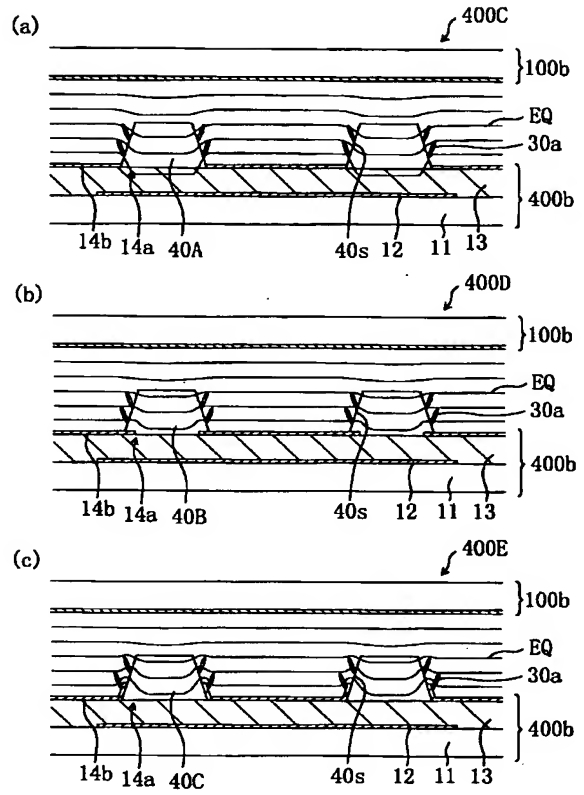 (a)
400C
100b
EQ
30a
400b
14b 14a 40A 40s 12 11 13
(b)
400D
100b
EQ
30a
400b
14b 14a 40B 40s 12 11 13
(c)
400E
100b
EQ
30a
400b
14b 14a 40C 40s 12 11 13